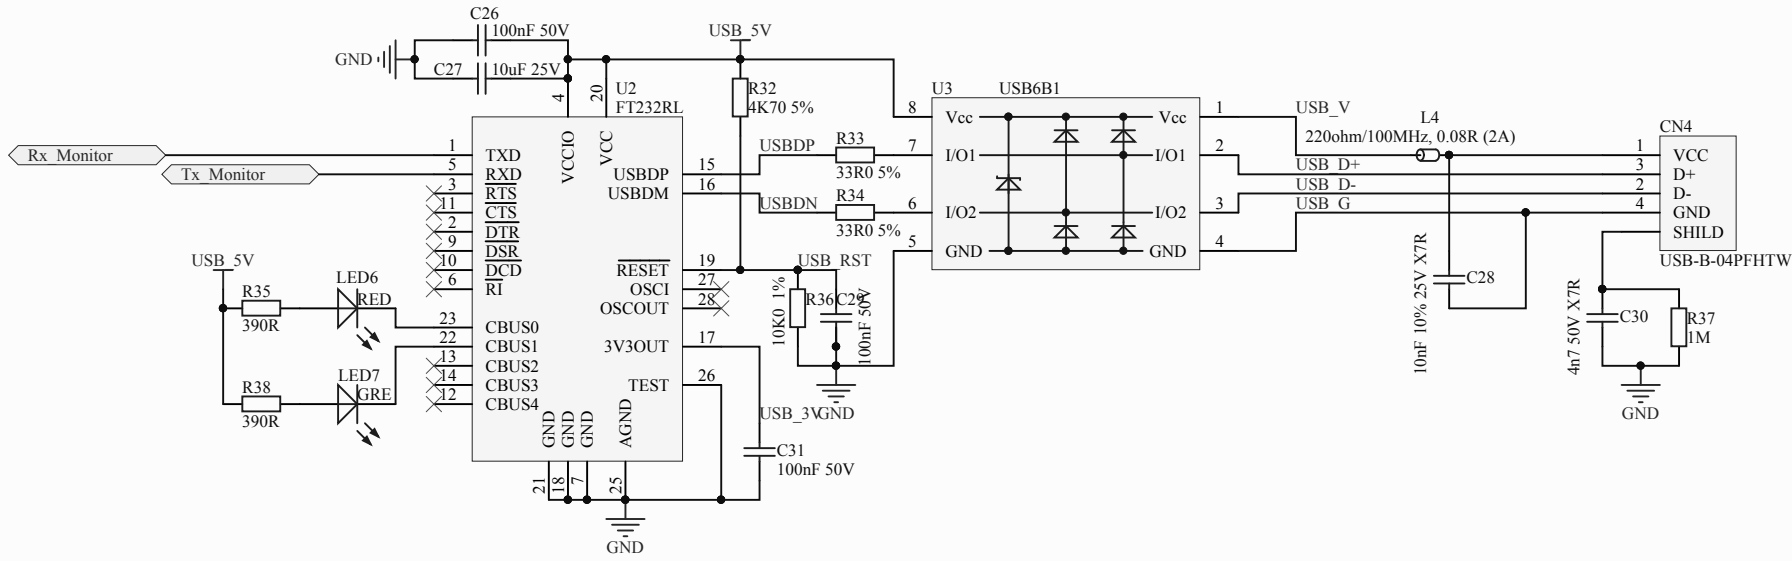 C26
100nF 50V
GND
C27
10uF 25V
4
20
U2
FT232RL
USB_5V
R32
4K70 5%
U3
USB6B1
8
Vcc
Vcc
1
USB_V
L4
220ohm/100MHz, 0.08R (2A)
CN4
Rx_Monitor
1
TXD
VCCIO
VCC
Tx_Monitor
5
RXD
USBDP
15
USBDP
R33
33R0 5%
7
I/O1
I/O1
2
USB_D+
1
VCC
3
D+
3
RTS
USBDM
16
USBDN
R34
33R0 5%
6
I/O2
I/O2
3
USB_D-
USB_G
2
D-
4
GND
SHILD
USB-B-04PFHTW
11
CTS
2
DTR
9
DSR
10
DCD
6
RI
5
GND
GND
4
RESET
19
USB_RST
OSCI
27
OSCOUT
28
R36
10K0 1%
C29
100nF 50V
C28
10nF 10% 25V X7R
C30
4n7 50V X7R
R37
1M
GND
USB_5V
R35
390R
LED6
RED
23
CBUS0
22
CBUS1
13
CBUS2
14
CBUS3
12
CBUS4
R38
390R
LED7
GRE
3V3OUT
17
TEST
26
USB_3V
GND
C31
100nF 50V
GND
GND
GND
AGND
21
18
7
25
GND